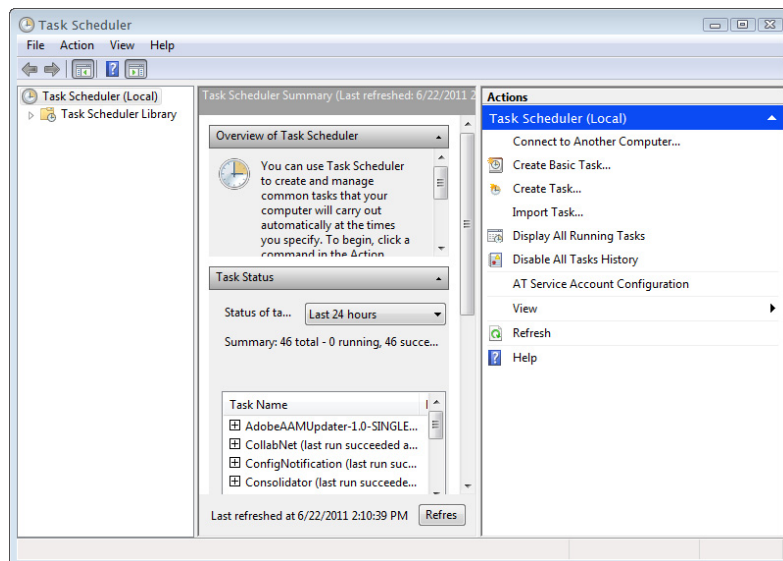 Task Scheduler
File Action View Help
Task Scheduler (Local)
Task Scheduler Library
Task Scheduler Summary (Last refreshed: 6/22/2011 2
Overview of Task Scheduler
You can use Task Scheduler
to create and manage
common tasks that your
computer will carry out
automatically at the times
you specify. To begin, click a
command in the Action
Task Status
Status of ta... Last 24 hours
Summary: 46 total - 0 running, 46 succe...
Task Name
AdobeAAMUpdater-1.0-SINGLE...
CollabNet (last run succeeded a...
ConfigNotification (last run suc...
Consolidator (last run succeede...
Last refreshed at 6/22/2011 2:10:39 PM Refres
Actions
Task Scheduler (Local)
Connect to Another Computer...
Create Basic Task...
Create Task...
Import Task...
Display All Running Tasks
Disable All Tasks History
AT Service Account Configuration
View
Refresh
Help